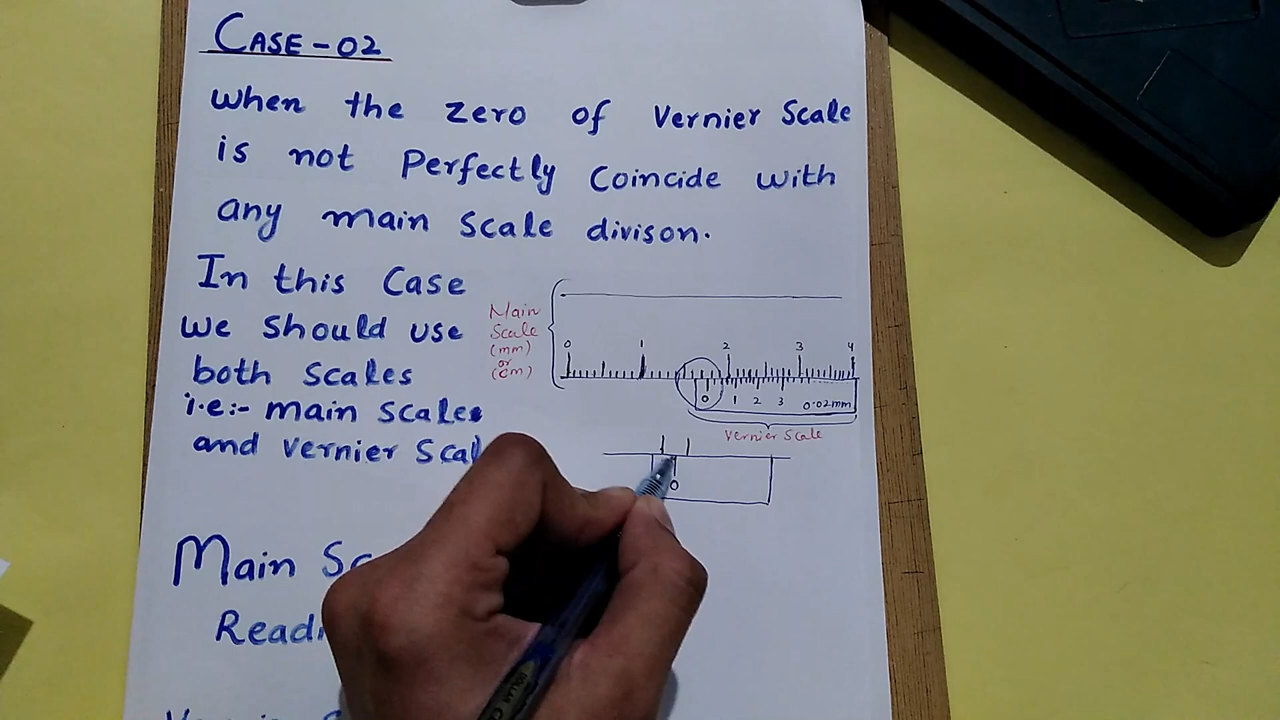 CASE-02
when the zero of Vernier Scale
is not Perfectly Coincide with
any main Scale divison.
In this Case
we should use
both scales
i.e:- main scales
and Vernier Scal
Main Scale
(mm)
or
(cm)
0 1 2 3 4
0 1 2 3 0.02mm
Vernier Scale
0
Main
Readi